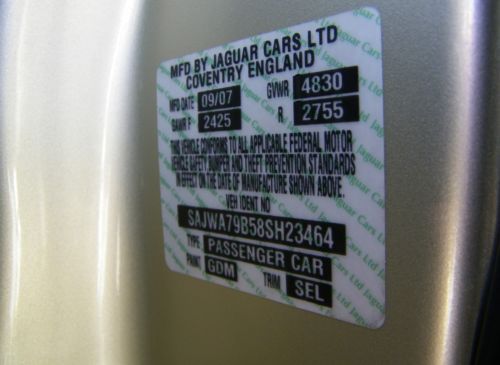 MFD BY JAGUAR CARS LTD
COVENTRY ENGLAND
MFD DATE 09/07 GVWR 4830
GAWR F 2425 R 2755
THIS VEHICLE CONFORMS TO ALL APPLICABLE FEDERAL MOTOR
VEHICLE SAFETY BUMPER AND THEFT PREVENTION STANDARDS
IN EFFECT ON THE DATE OF MANUFACTURE SHOWN ABOVE.
VEH IDENT NO
SAJWA79B58SH23464
TYPE PASSENGER CAR
PAINT GDM TRIM SEL